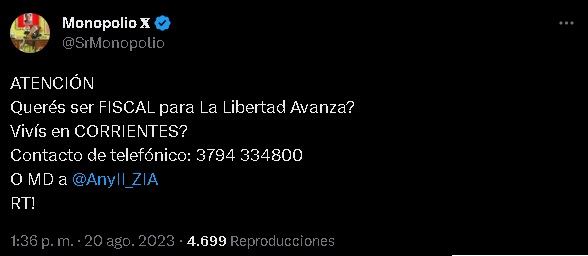 Monopolio X
@SrMonopolio
ATENCIÓN
Querés ser FISCAL para La Libertad Avanza?
Vivís en CORRIENTES?
Contacto de telefónico: 3794 334800
O MD a @Anyll_ZIA
RT!
1:36 p. m. · 20 ago. 2023 · 4.699 Reproducciones